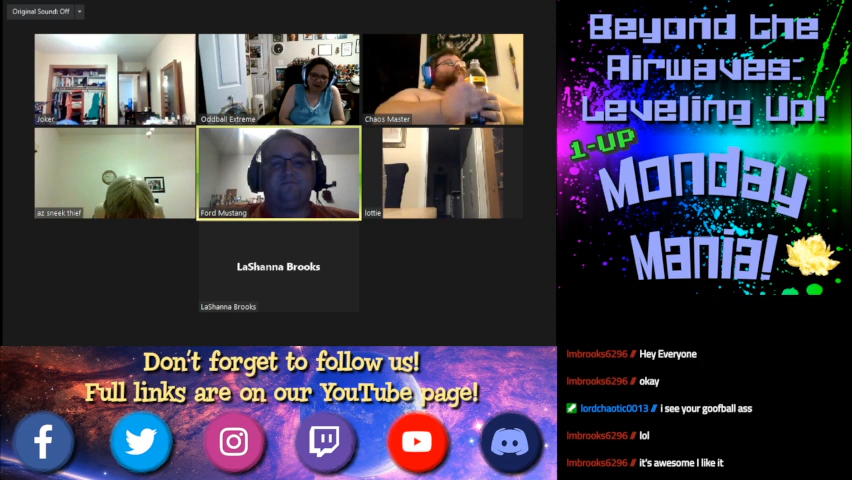 Original Sound: Off
Joker
Oddball Extreme
Chaos Master
az sneek thief
Ford Mustang
lottie
LaShanna Brooks
LaShanna Brooks
Beyond the
Airwaves:
Leveling Up!
1-UP
Monday
Mania!
Don't forget to follow us!
Full links are on our YouTube page!
lmbrooks6296 // Hey Everyone
lmbrooks6296 // okay
lordchaotic0013 // i see your goofball ass
lmbrooks6296 // lol
lmbrooks6296 // it's awesome I like it